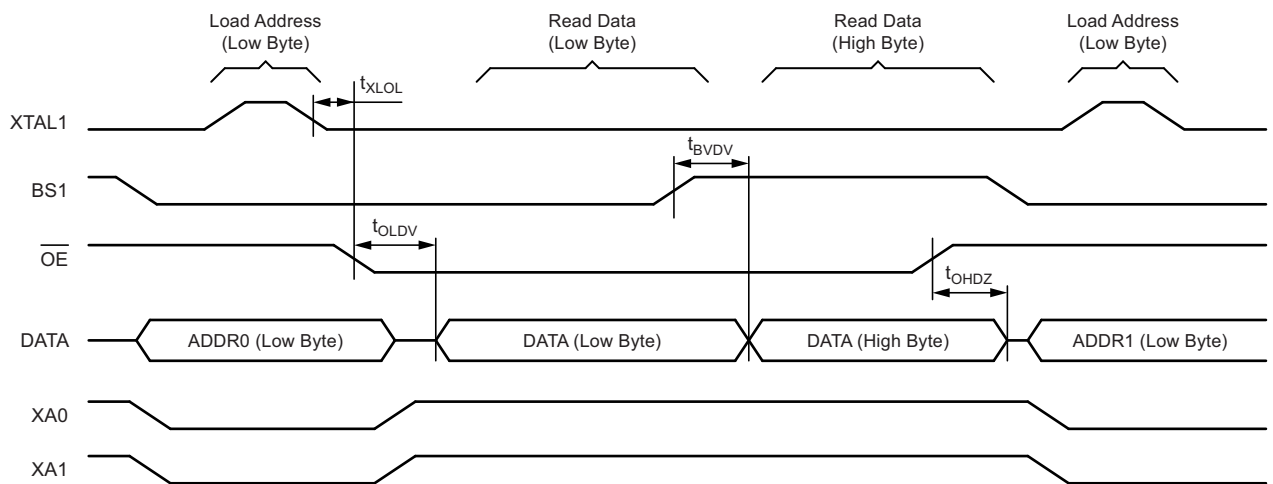 Load Address
(Low Byte)
Read Data
(Low Byte)
Read Data
(High Byte)
Load Address
(Low Byte)
tXLOL
XTAL1
tBVDV
BS1
tOLDV
OE
tOHDZ
DATA
ADDR0 (Low Byte)
DATA (Low Byte)
DATA (High Byte)
ADDR1 (Low Byte)
XA0
XA1